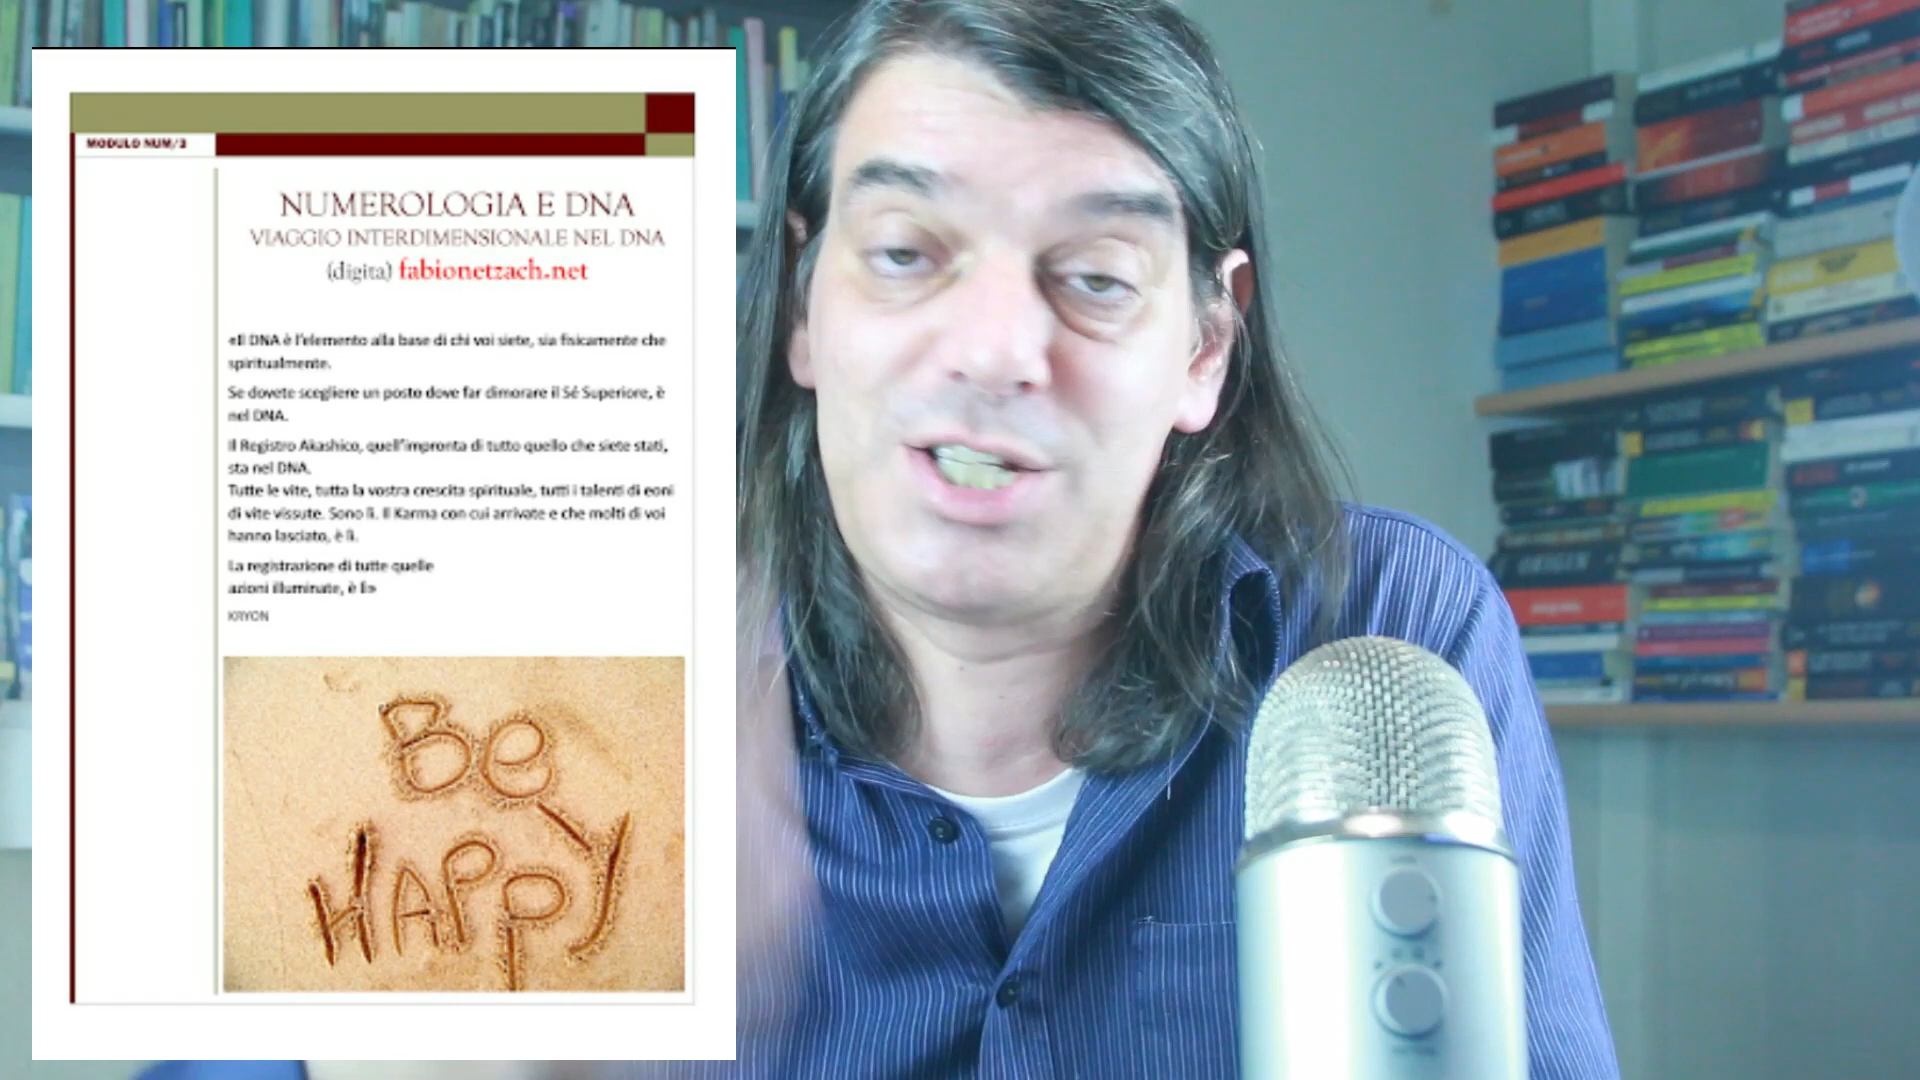 MODULO NUM/3
NUMEROLOGIA E DNA
VIAGGIO INTERDIMENSIONALE NEL DNA
(digita) fabionetzach.net
«Il DNA è l'elemento alla base di chi voi siete, sia fisicamente che
spiritualmente.
Se dovete scegliere un posto dove far dimorare il Sé Superiore, è
nel DNA.
Il Registro Akashico, quell'impronta di tutto quello che siete stati,
sta nel DNA.
Tutte le vite, tutta la vostra crescita spirituale, tutti i talenti di eoni
di vite vissute. Sono lì. Il Karma con cui arrivate e che molti di voi
hanno lasciato, è lì.
La registrazione di tutte quelle
azioni illuminate, è lì»
KRYON
Be
HAPPY
ORIGIN